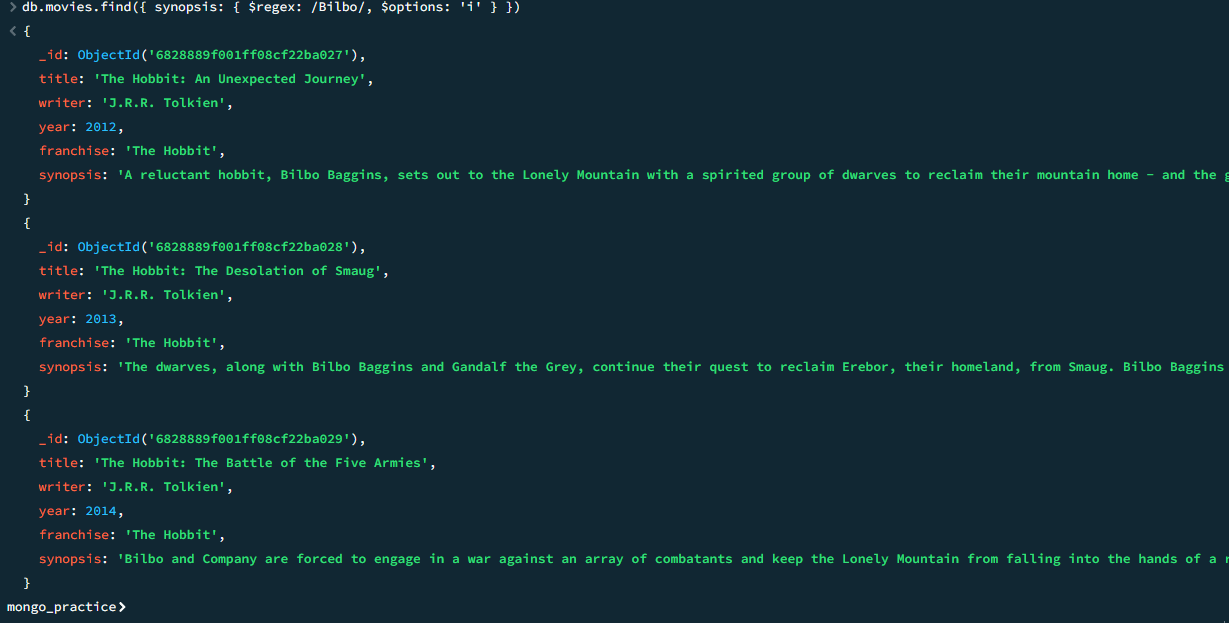 > db.movies.find({ synopsis: { $regex: /Bilbo/, $options: 'i' } })
< {
_id: ObjectId('6828889f001ff08cf22ba027'),
title: 'The Hobbit: An Unexpected Journey',
writer: 'J.R.R. Tolkien',
year: 2012,
franchise: 'The Hobbit',
synopsis: 'A reluctant hobbit, Bilbo Baggins, sets out to the Lonely Mountain with a spirited group of dwarves to reclaim their mountain home - and the
}
{
_id: ObjectId('6828889f001ff08cf22ba028'),
title: 'The Hobbit: The Desolation of Smaug',
writer: 'J.R.R. Tolkien',
year: 2013,
franchise: 'The Hobbit',
synopsis: 'The dwarves, along with Bilbo Baggins and Gandalf the Grey, continue their quest to reclaim Erebor, their homeland, from Smaug. Bilbo Baggins
}
{
_id: ObjectId('6828889f001ff08cf22ba029'),
title: 'The Hobbit: The Battle of the Five Armies',
writer: 'J.R.R. Tolkien',
year: 2014,
franchise: 'The Hobbit',
synopsis: 'Bilbo and Company are forced to engage in a war against an array of combatants and keep the Lonely Mountain from falling into the hands of a
}
mongo_practice>